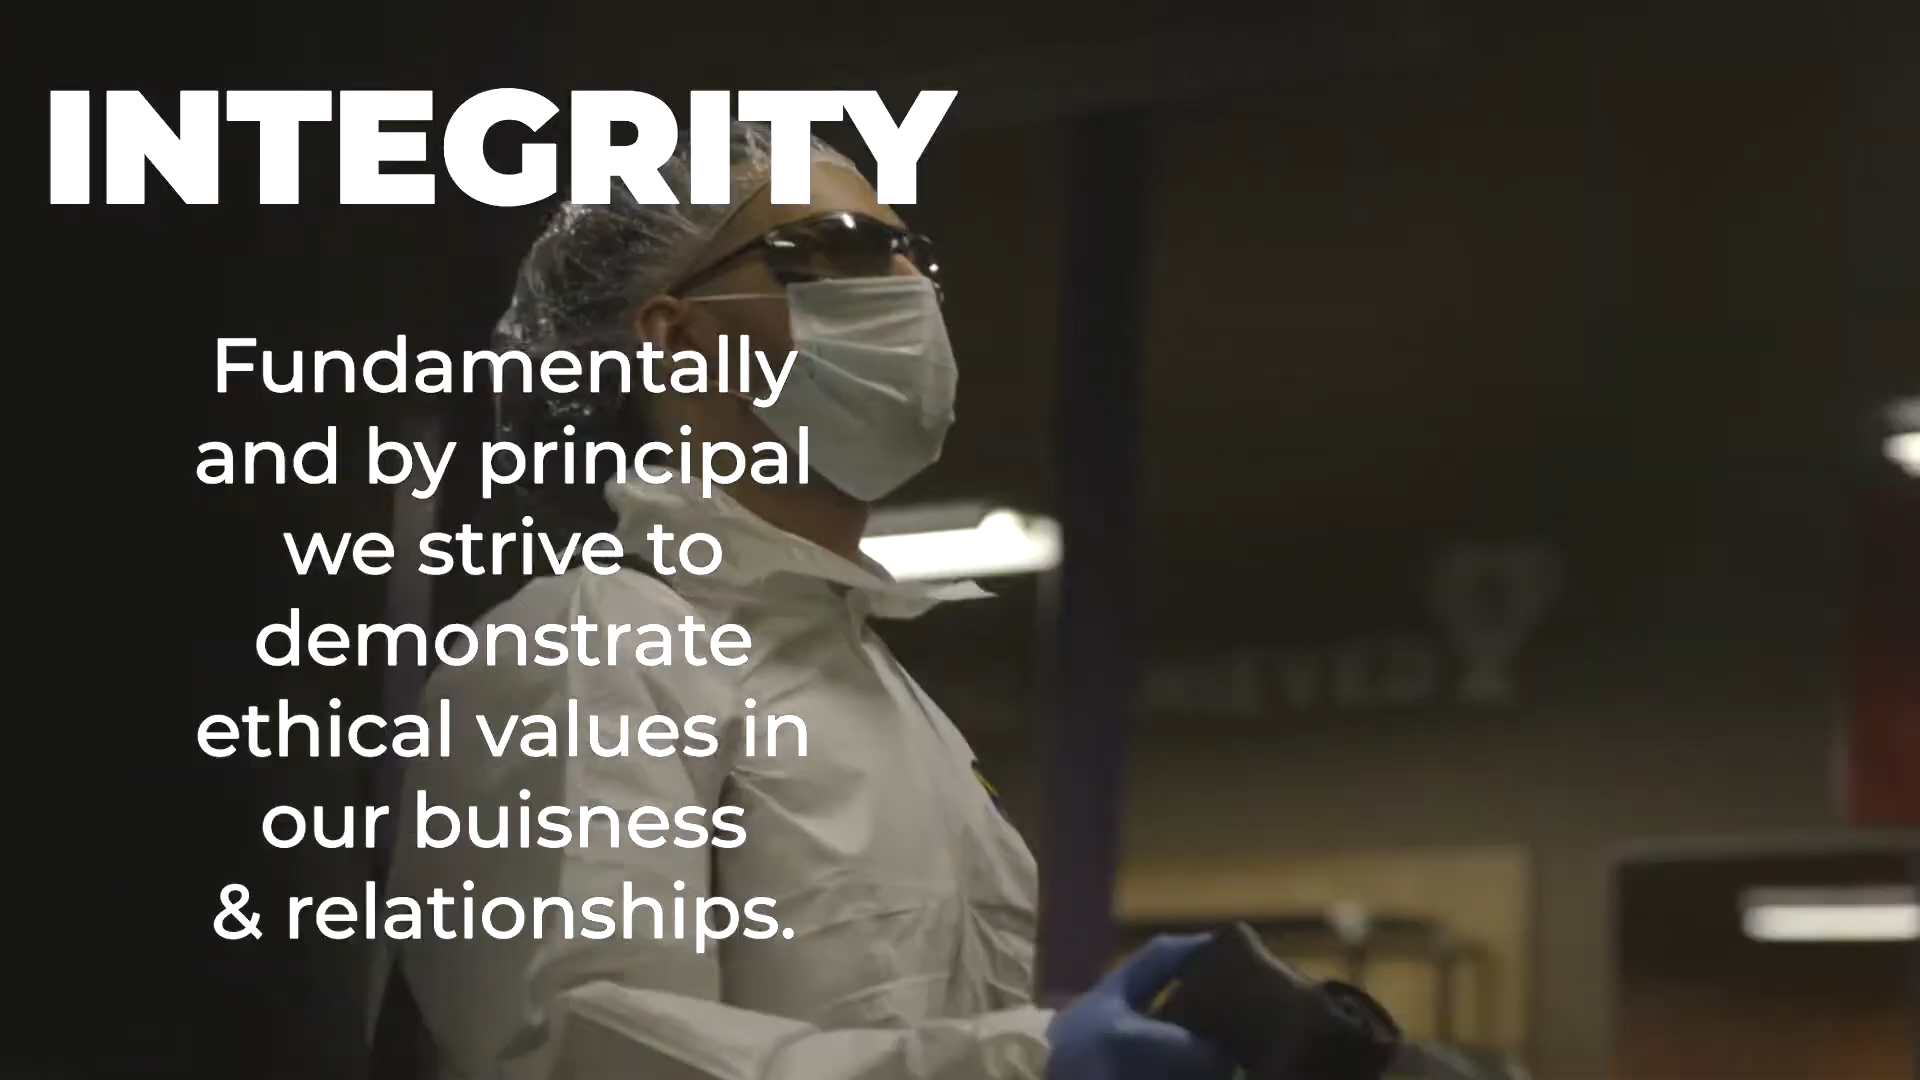 INTEGRITY
Fundamentally
and by principal
we strive to
demonstrate
ethical values in
our buisness
& relationships.